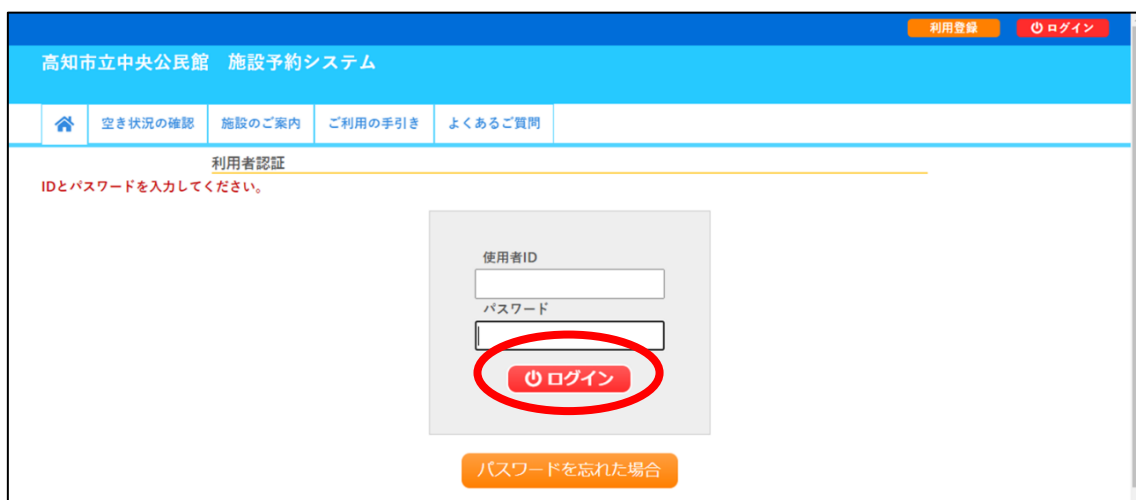 利用登録 ログイン
高知市立中央公民館 施設予約システム
空き状況の確認 施設のご案内 ご利用の手引き よくあるご質問
利用者認証
IDとパスワードを入力してください。
使用者ID
パスワード
ログイン
パスワードを忘れた場合